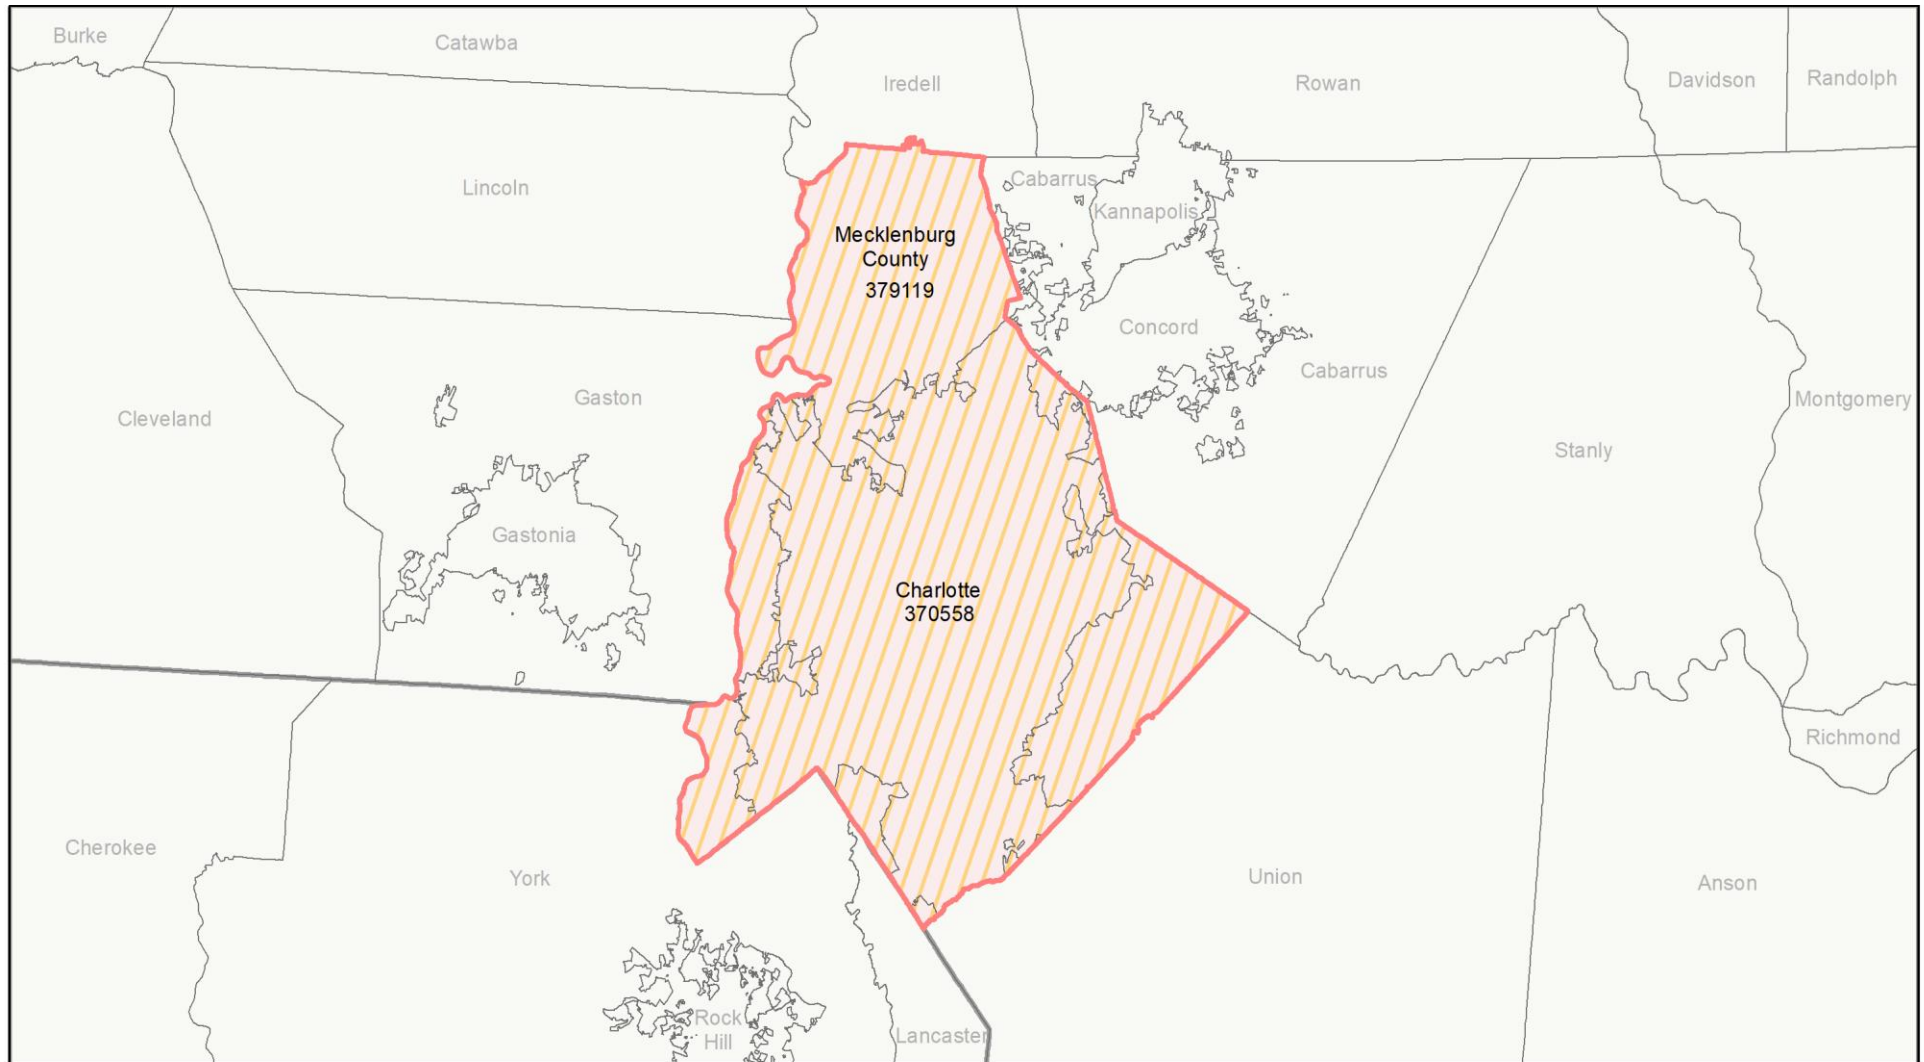 Burke
Catawba
Iredell
Rowan
Davidson
Randolph
Lincoln
Cabarrus
Kannapolis
Mecklenburg
County
379119
Concord
Cabarrus
Cleveland
Gaston
Montgomery
Stanly
Gastonia
Charlotte
370558
Richmond
Cherokee
York
Union
Anson
Rock
Hill
Lancaster